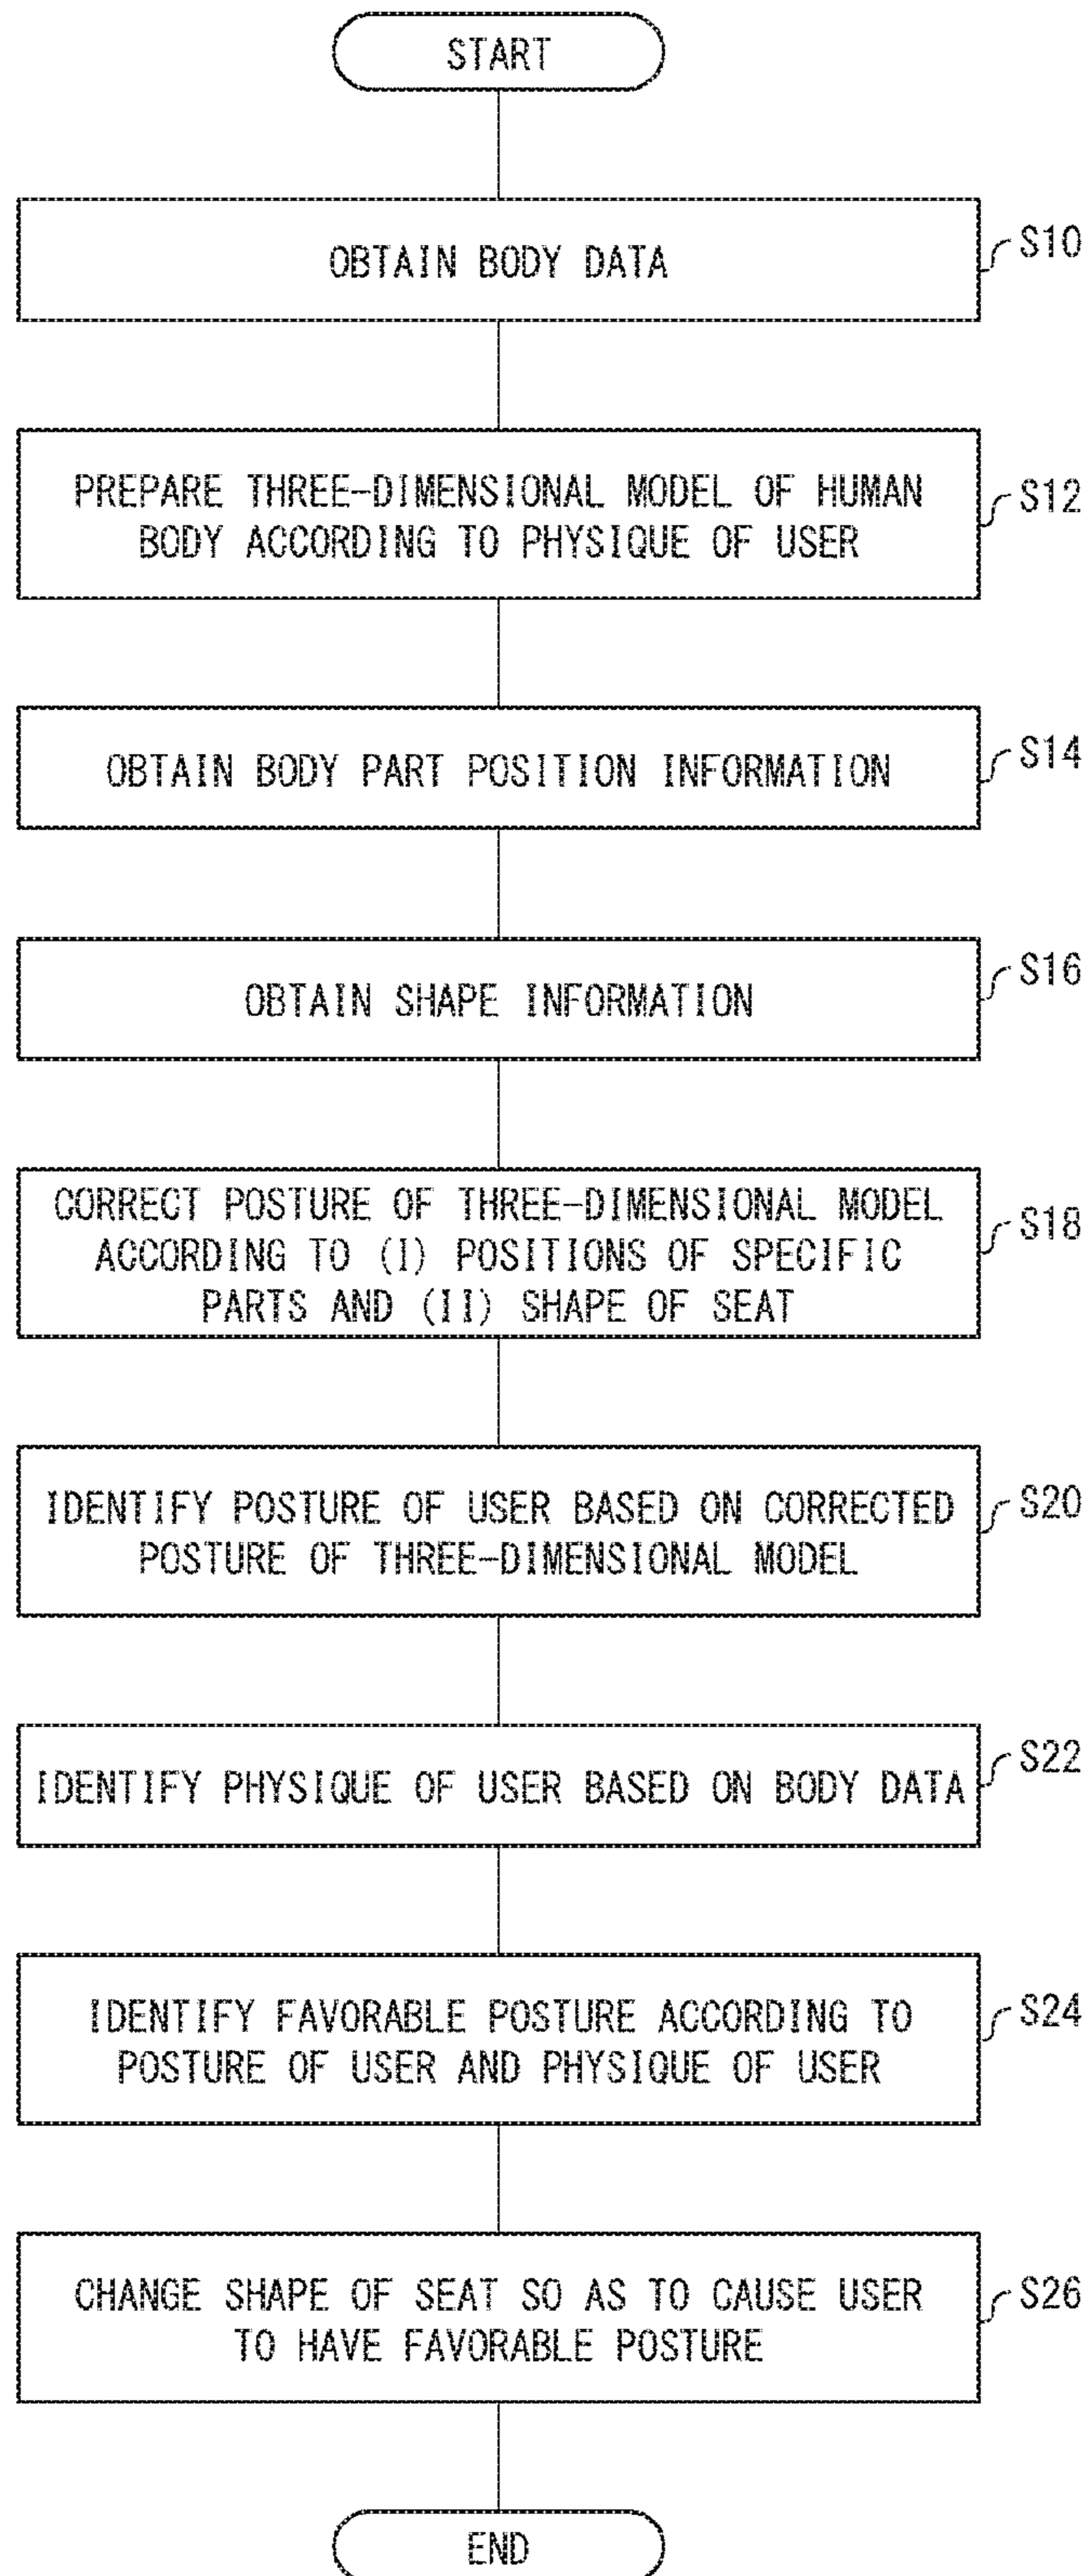 START
OBTAIN BODY DATA
S10
PREPARE THREE-DIMENSIONAL MODEL OF HUMAN
BODY ACCORDING TO PHYSIQUE OF USER
S12
OBTAIN BODY PART POSITION INFORMATION
S14
OBTAIN SHAPE INFORMATION
S16
CORRECT POSTURE OF THREE-DIMENSIONAL MODEL
ACCORDING TO (I) POSITIONS OF SPECIFIC
PARTS AND (II) SHAPE OF SEAT
S18
IDENTIFY POSTURE OF USER BASED ON CORRECTED
POSTURE OF THREE-DIMENSIONAL MODEL
S20
IDENTIFY PHYSIQUE OF USER BASED ON BODY DATA
S22
IDENTIFY FAVORABLE POSTURE ACCORDING TO
POSTURE OF USER AND PHYSIQUE OF USER
S24
CHANGE SHAPE OF SEAT SO AS TO CAUSE USER
TO HAVE FAVORABLE POSTURE
S26
END